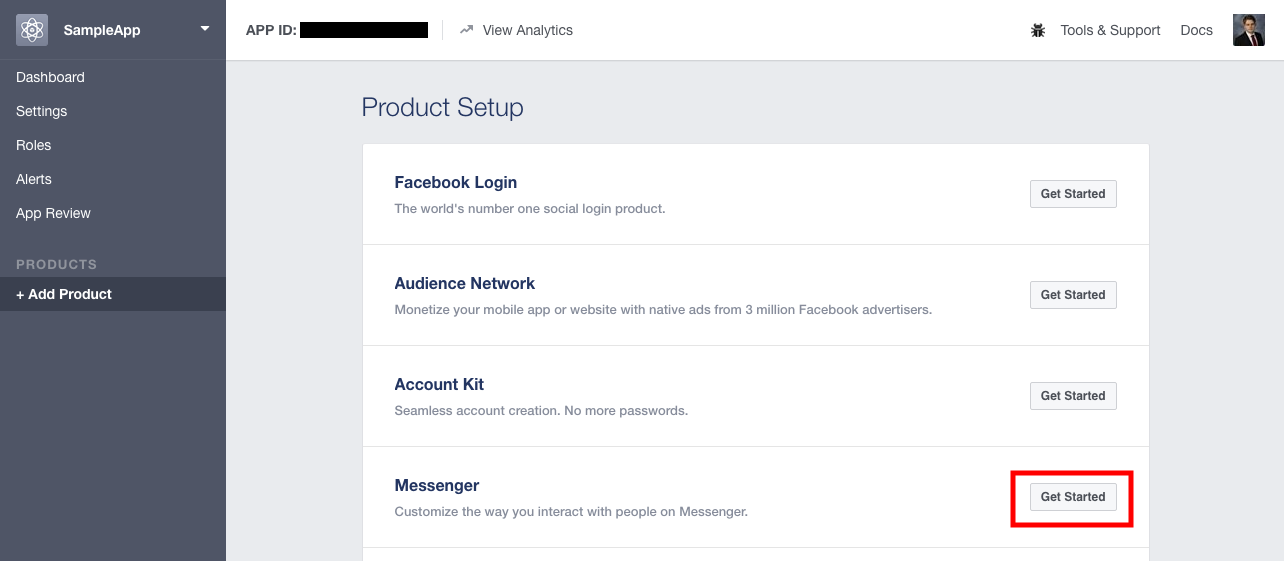 SampleApp
APP ID:
View Analytics
Tools & Support
Docs
Dashboard
Settings
Roles
Alerts
App Review
PRODUCTS
+ Add Product
Product Setup
Facebook Login
The world's number one social login product.
Get Started
Audience Network
Monetize your mobile app or website with native ads from 3 million Facebook advertisers.
Get Started
Account Kit
Seamless account creation. No more passwords.
Get Started
Messenger
Customize the way you interact with people on Messenger.
Get Started